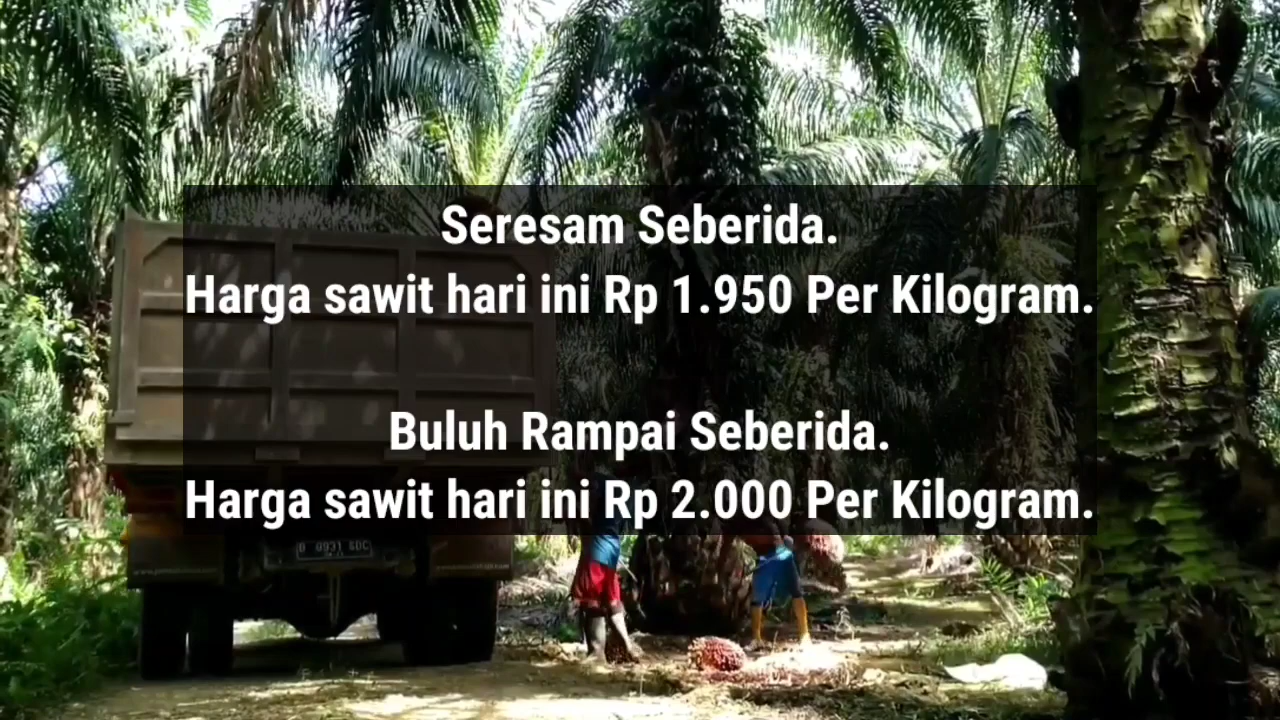 Seresam Seberida.
Harga sawit hari ini Rp 1.950 Per Kilogram.
Buluh Rampai Seberida.
Harga sawit hari ini Rp 2.000 Per Kilogram.